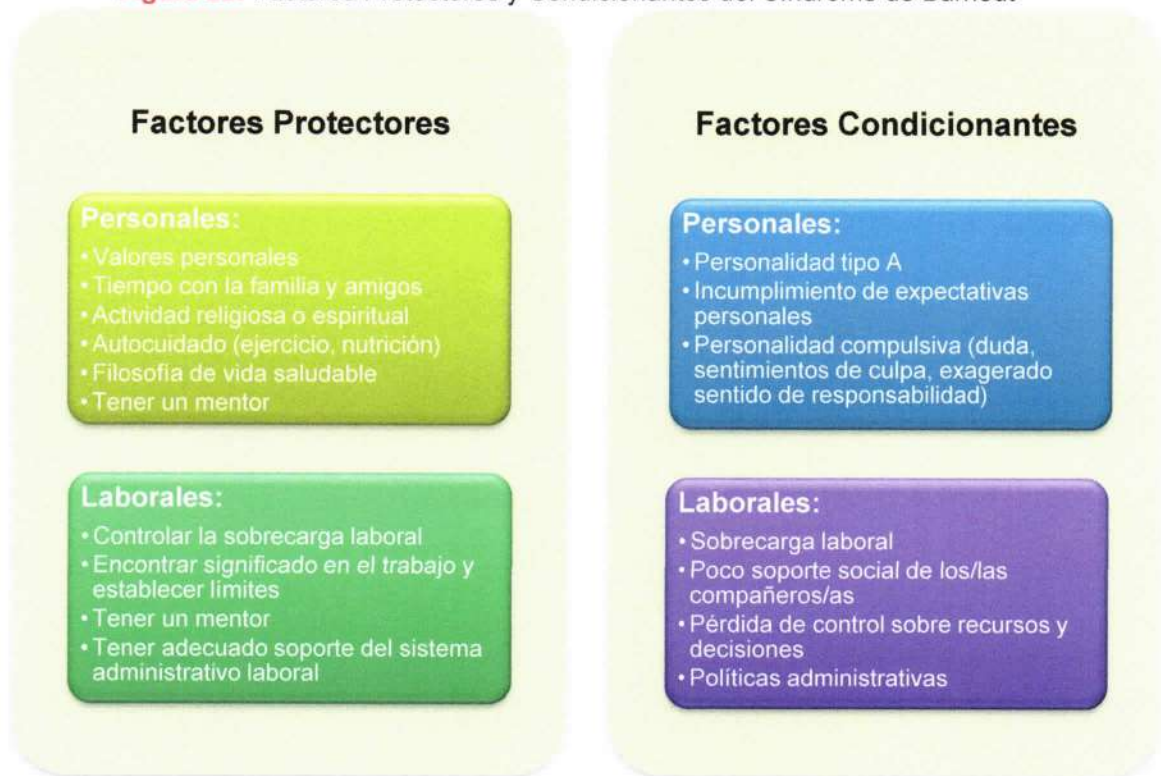 Factores Protectores
Personales:
• Valores personales
• Tiempo con la familia y amigos
• Actividad religiosa o espiritual
• Autocuidado (ejercicio, nutrición)
• Filosofía de vida saludable
• Tener un mentor
Laborales:
• Controlar la sobrecarga laboral
• Encontrar significado en el trabajo y
establecer límites
• Tener un mentor
• Tener adecuado soporte del sistema
administrativo laboral
Factores Condicionantes
Personales:
• Personalidad tipo A
• Incumplimiento de expectativas
personales
• Personalidad compulsiva (duda,
sentimientos de culpa, exagerado
sentido de responsabilidad)
Laborales:
• Sobrecarga laboral
• Poco soporte social de los/las
compañeros/as
• Pérdida de control sobre recursos y
decisiones
• Políticas administrativas